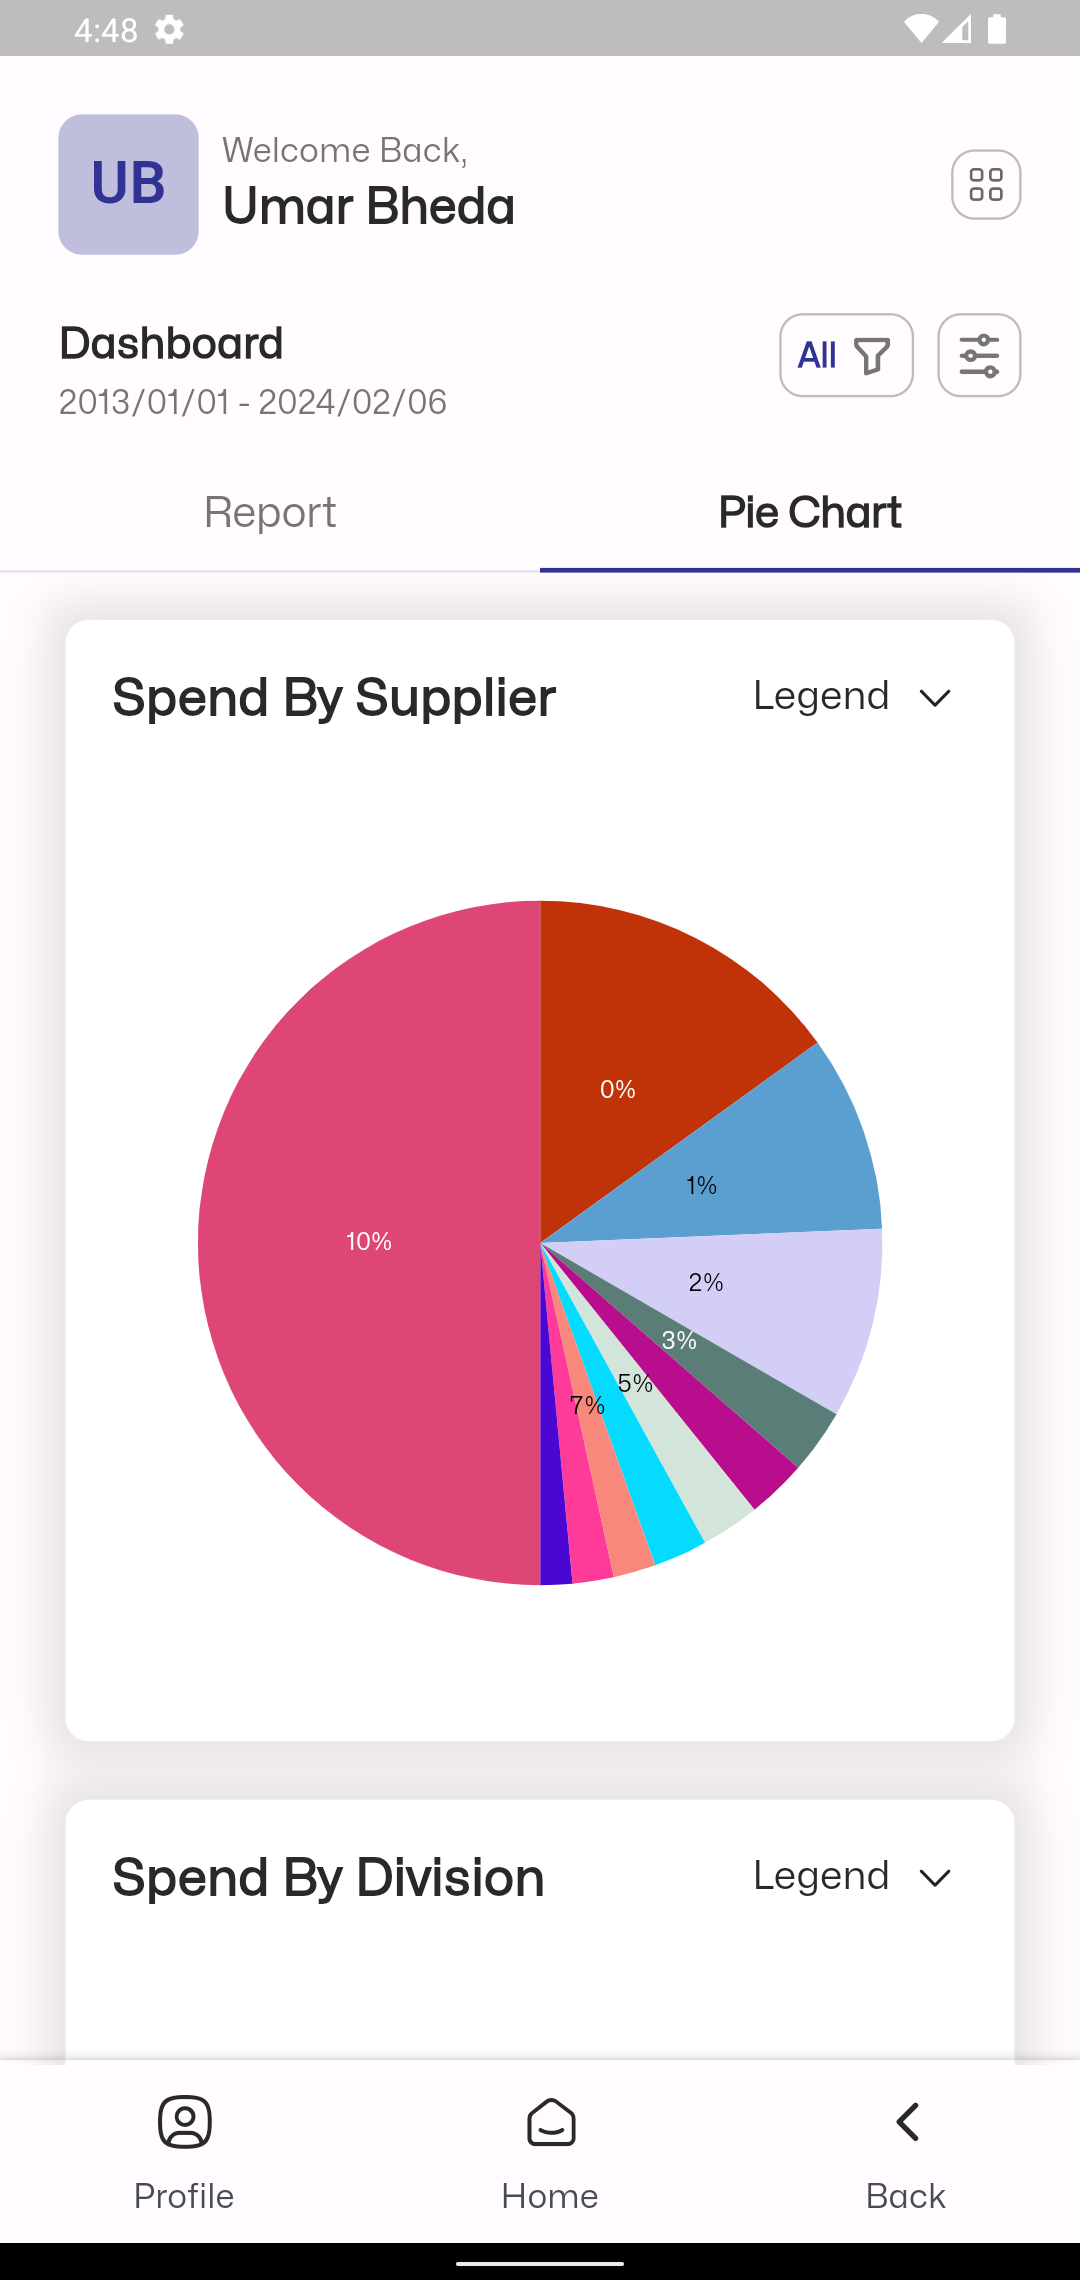 4:48
UB
Welcome Back,
Umar Bheda
Dashboard
2013/01/01 - 2024/02/06
All
Report
Pie Chart
Spend By Supplier
Legend
0%
1%
10%
2%
3%
5%
7%
Spend By Division
Legend
Profile
Home
Back